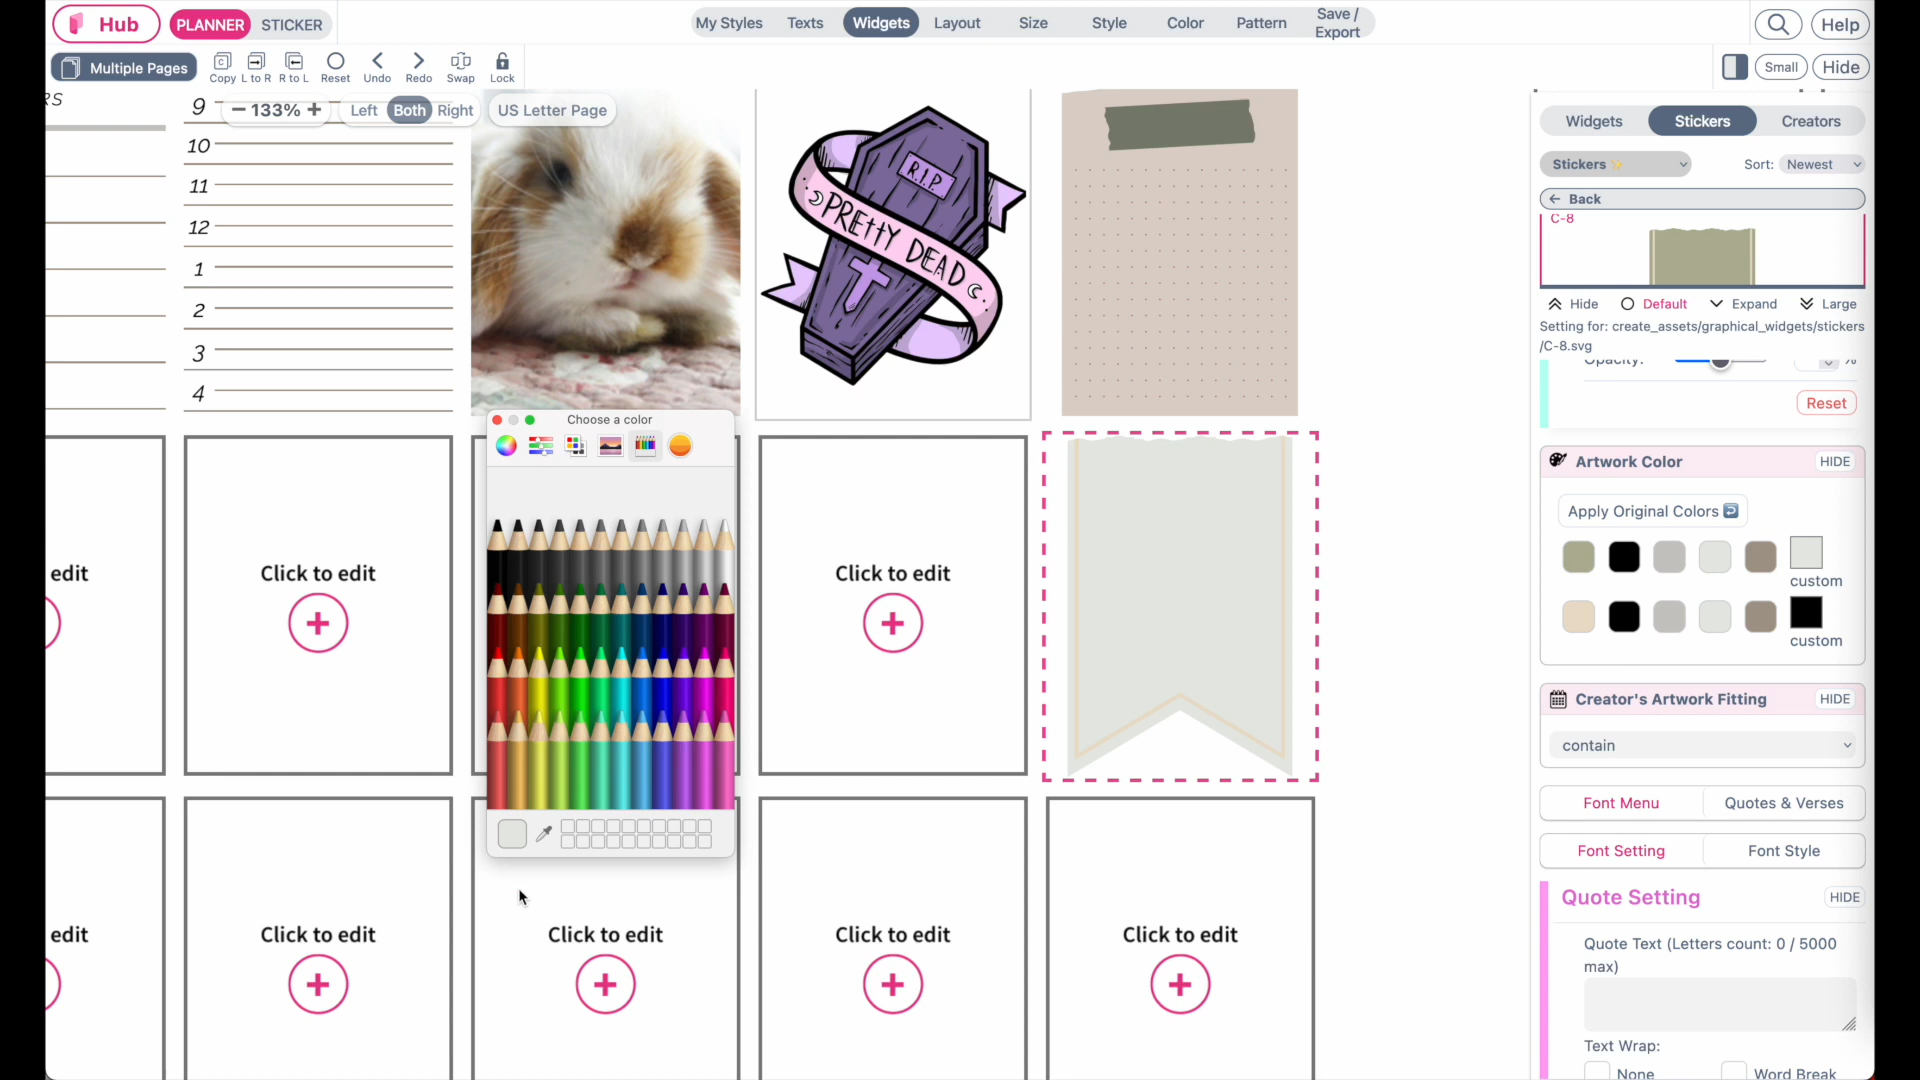 Hub
PLANNER
STICKER
My Styles
Texts
Widgets
Layout
Size
Style
Color
Pattern
Save /
Export
Help
Multiple Pages
Copy
L to R
R to L
Reset
Undo
Redo
Swap
Lock
Small
Hide
RS
133%
Left
Both
Right
US Letter Page
9
10
11
12
1
2
3
4
R.I.P.
PRETTY DEAD
Widgets
Stickers
Creators
Stickers
Sort:
Newest
Back
C-8
Hide
Default
Expand
Large
Setting for: create_assets/graphical_widgets/stickers
/C-8.svg
Opacity:
%
Reset
Artwork Color
HIDE
Apply Original Colors
custom
custom
Creator's Artwork Fitting
HIDE
contain
Font Menu
Quotes & Verses
Font Setting
Font Style
Quote Setting
HIDE
Quote Text (Letters count: 0 / 5000
max)
Text Wrap:
None
Word Break
Choose a color
edit
Click to edit
Click to edit
edit
Click to edit
Click to edit
Click to edit
Click to edit